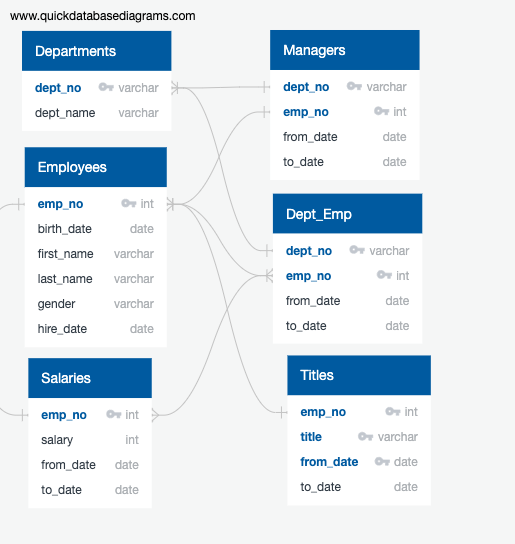 www.quickdatabasediagrams.com
Departments
dept_no varchar
dept_name varchar
Managers
dept_no varchar
emp_no int
from_date date
to_date date
Employees
emp_no int
birth_date date
first_name varchar
last_name varchar
gender varchar
hire_date date
Dept_Emp
dept_no varchar
emp_no int
from_date date
to_date date
Salaries
emp_no int
salary int
from_date date
to_date date
Titles
emp_no int
title varchar
from_date date
to_date date